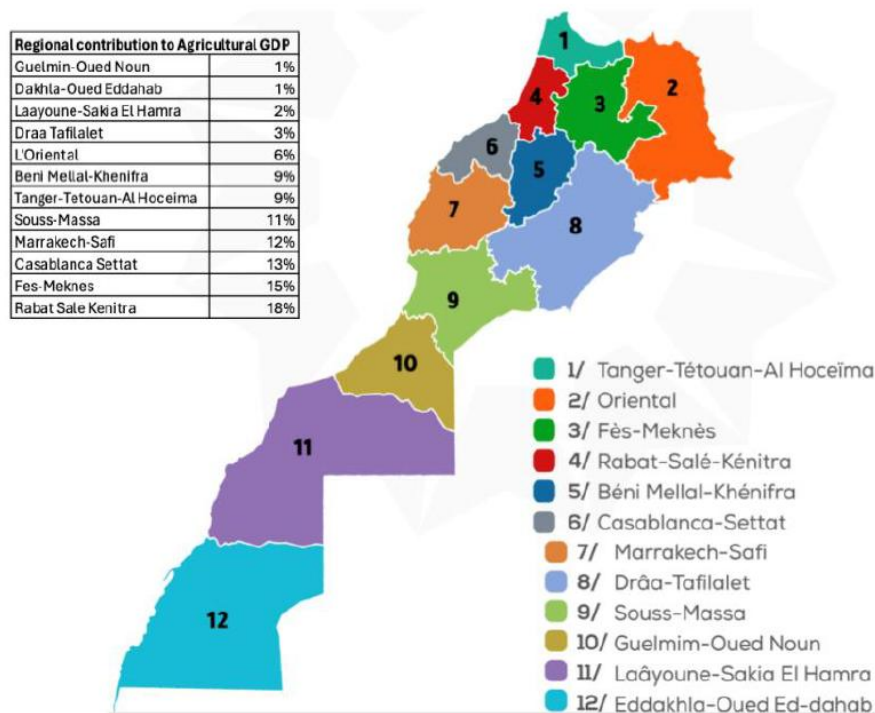 Regional contribution to Agricultural GDP
Guelmin-Oued Noun 1%
Dakhla-Oued Eddahab 1%
Laayoune-Sakia El Hamra 2%
Draa Tafilalet 3%
L'Oriental 6%
Beni Mellal-Khenifra 9%
Tanger-Tetouan-Al Hoceima 9%
Souss-Massa 11%
Marrakech-Safi 12%
Casablanca Settat 13%
Fes-Meknes 15%
Rabat Sale Kenitra 18%
1
2
3
4
5
6
7
8
9
10
11
12
1/ Tanger-Tétouan-Al Hoceïma
2/ Oriental
3/ Fès-Meknès
4/ Rabat-Salé-Kénitra
5/ Béni Mellal-Khénifra
6/ Casablanca-Settat
7/ Marrakech-Safi
8/ Drâa-Tafilalet
9/ Souss-Massa
10/ Guelmim-Oued Noun
11/ Laâyoune-Sakia El Hamra
12/ Eddakhla-Oued Ed-dahab